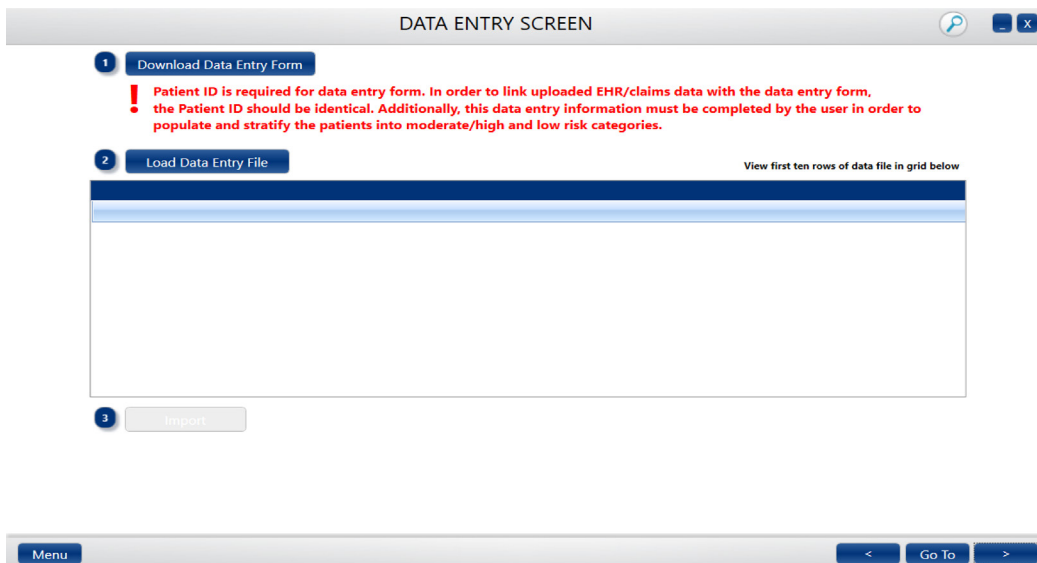 DATA ENTRY SCREEN
_ X
1 Download Data Entry Form
! Patient ID is required for data entry form. In order to link uploaded EHR/claims data with the data entry form,
the Patient ID should be identical. Additionally, this data entry information must be completed by the user in order to
populate and stratify the patients into moderate/high and low risk categories.
2 Load Data Entry File
View first ten rows of data file in grid below
3 Import
Menu
< Go To >